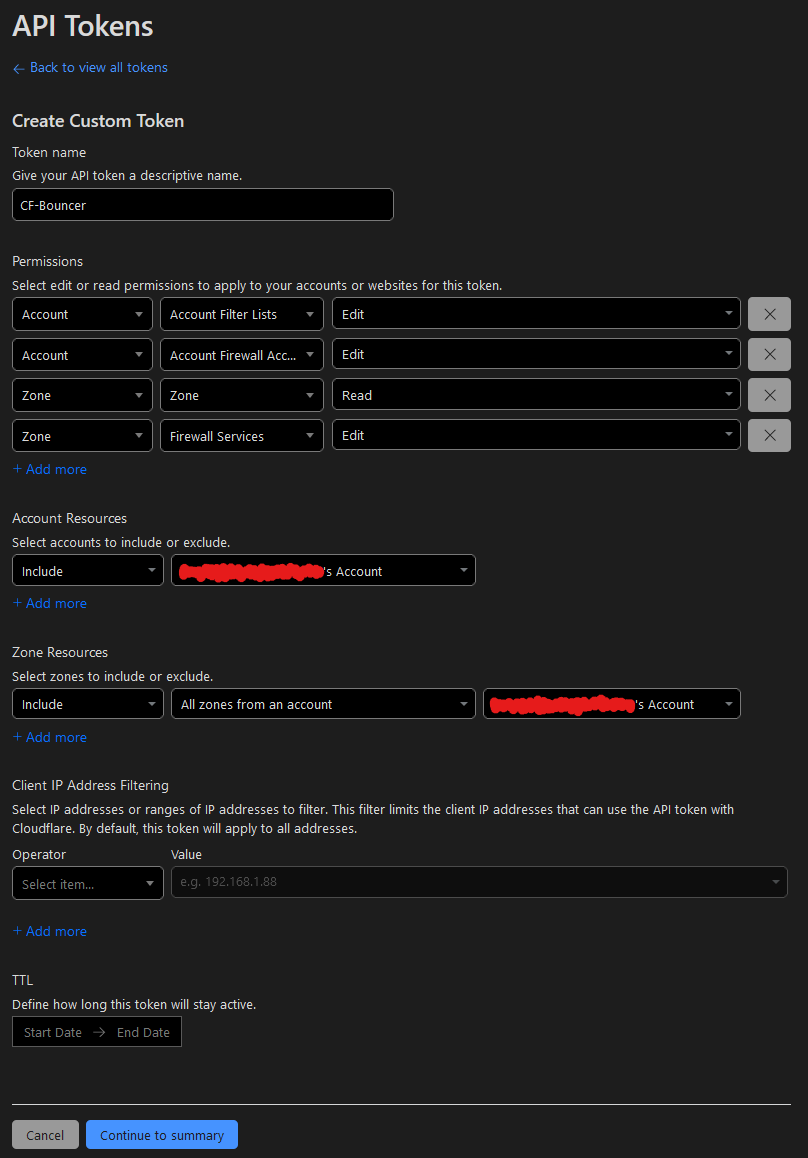 API Tokens
← Back to view all tokens
Create Custom Token
Token name
Give your API token a descriptive name.
CF-Bouncer
Permissions
Select edit or read permissions to apply to your accounts or websites for this token.
Account Account Filter Lists Edit
Account Account Firewall Acc... Edit
Zone Zone Read
Zone Firewall Services Edit
+ Add more
Account Resources
Select accounts to include or exclude.
Include 's Account
+ Add more
Zone Resources
Select zones to include or exclude.
Include All zones from an account 's Account
+ Add more
Client IP Address Filtering
Select IP addresses or ranges of IP addresses to filter. This filter limits the client IP addresses that can use the API token with
Cloudflare. By default, this token will apply to all addresses.
Operator Value
Select item... e.g. 192.168.1.88
+ Add more
TTL
Define how long this token will stay active.
Start Date → End Date
Cancel Continue to summary